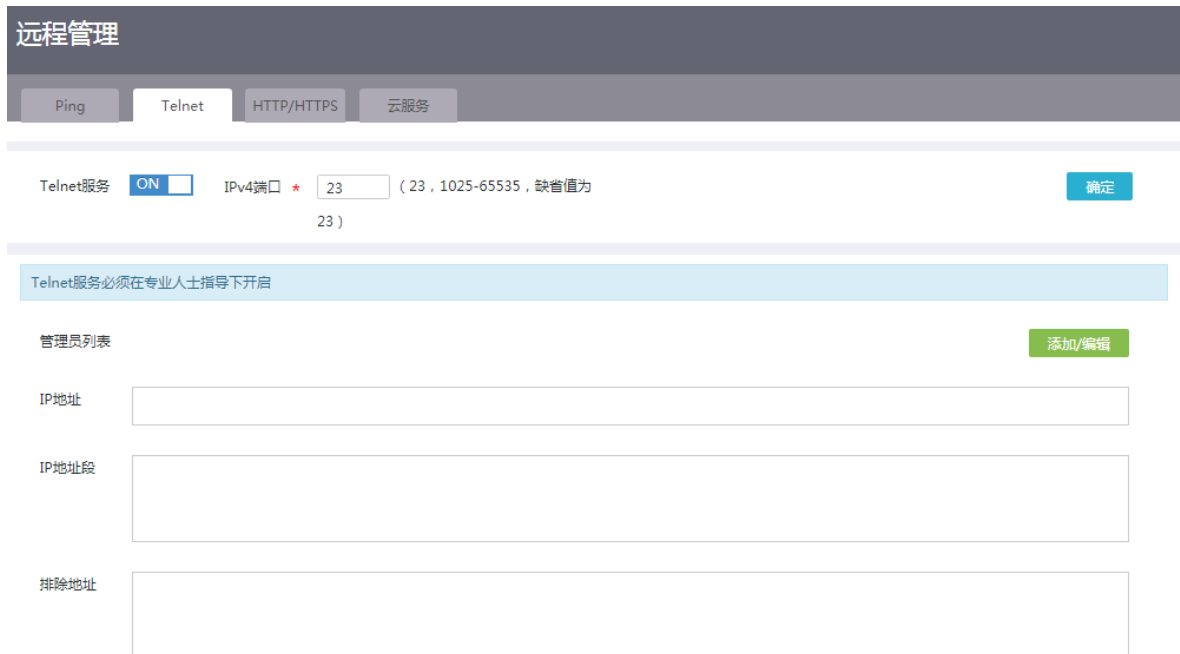 远程管理
Ping Telnet HTTP/HTTPS 云服务
Telnet服务 ON IPv4端口 * 23 （23，1025-65535，缺省值为 确定
23）
Telnet服务必须在专业人士指导下开启
管理员列表 添加/编辑
IP地址
IP地址段
排除地址